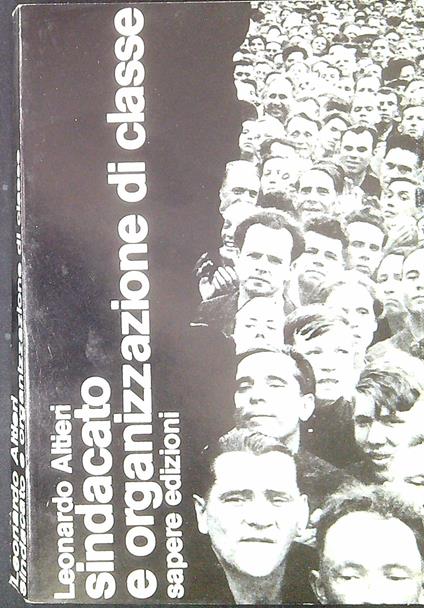 Leonardo Altieri
sindacato
e organizzazione di classe
sapere edizioni
Leonardo Altieri
sindacato e organizzazione di classe